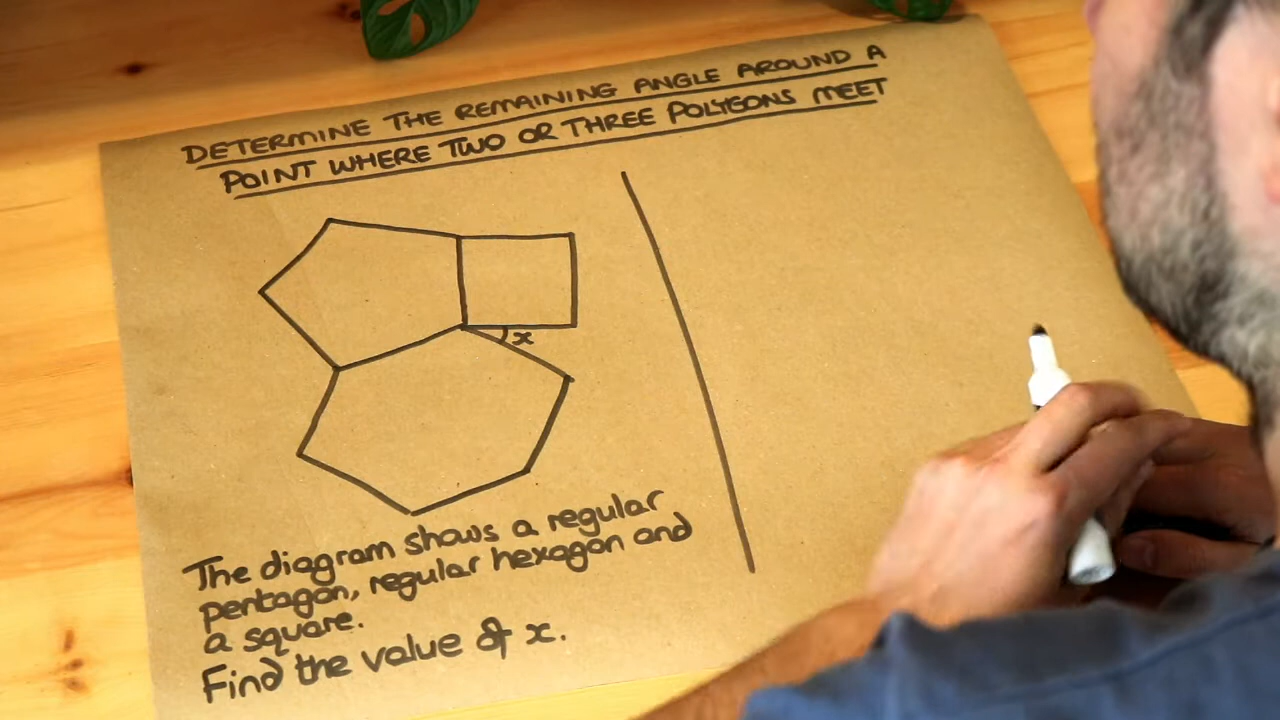 DETERMINE THE REMAINING ANGLE AROUND A
POINT WHERE TWO OR THREE POLYGONS MEET
x
The diagram shows a regular
pentagon, regular hexagon and
a square.
Find the value of x.